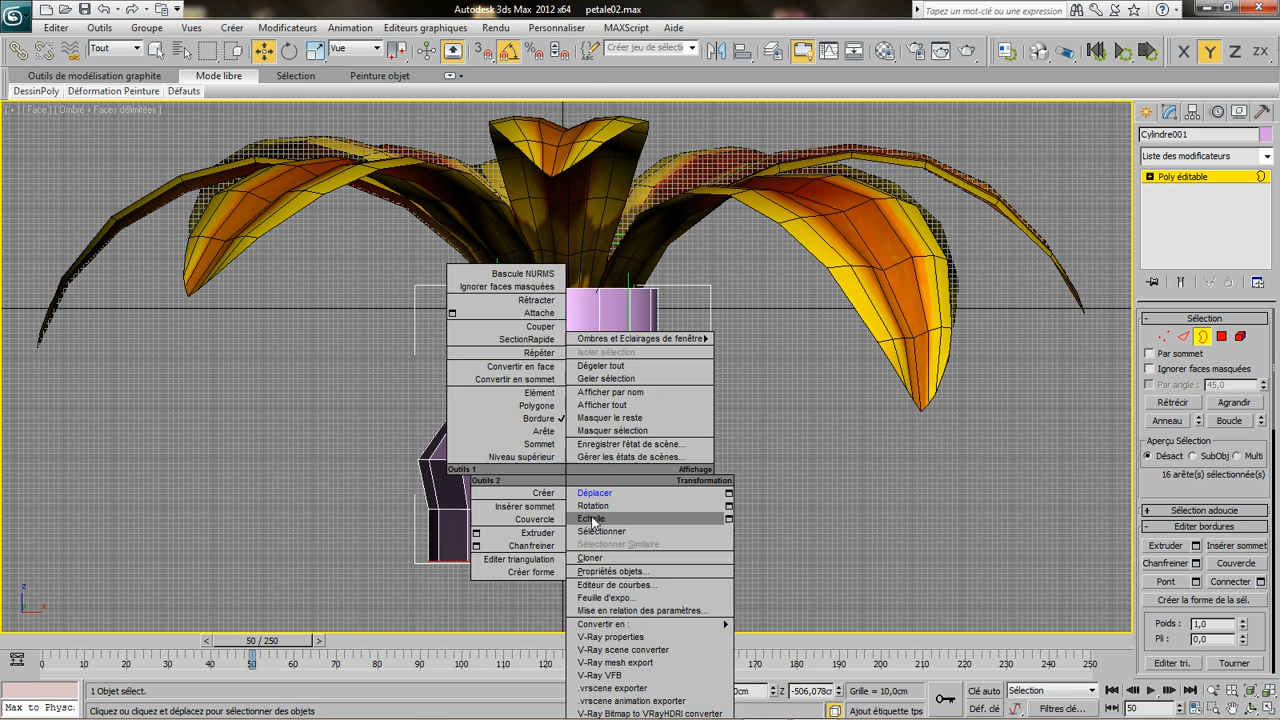 Autodesk 3ds Max 2012 x64 petale02.max
Tapez un mot-clé ou une expression
Editer Outils Groupe Vues Créer Modificateurs Animation Editeurs graphiques Rendu Personnaliser MAXScript Aide
Tout Vue Créer jeu de sélection X Y Z ZX
Outils de modélisation graphite Mode libre Sélection Peinture objet
DessinPoly Déformation Peinture Défauts
[ + ] [ Face ] [ Ombré + Faces délimitées ]
Cylindre001
Liste des modificateurs
Poly éditable
Bascule NURMS
Ignorer faces masquées
Rétracter
Attache
Couper
SectionRapide
Répéter
Convertir en face
Convertir en sommet
Elément
Polygone
Bordure
Arête
Sommet
Niveau supérieur
Outils 1
Ombres et Eclairages de fenêtre
Isoler sélection
Dégeler tout
Geler sélection
Afficher par nom
Afficher tout
Masquer le reste
Masquer sélection
Enregistrer l'état de scène...
Gérer les états de scènes...
Affichage
Outils 2
Créer
Insérer sommet
Couvercle
Extruder
Chanfreiner
Editer triangulation
Créer forme
Transformation
Déplacer
Rotation
Echelle
Sélectionner
Sélectionner Similaire
Cloner
Propriétés objets...
Editeur de courbes...
Feuille d'expo...
Mise en relation des paramètres...
Convertir en :
V-Ray properties
V-Ray scene converter
V-Ray mesh export
V-Ray VFB
.vrscene exporter
.vrscene animation exporter
V-Ray Bitmap to VRayHDRI converter
Sélection
Par sommet
Ignorer faces masquées
Par angle : 45,0
Rétrécir Agrandir
Anneau Boucle
Aperçu Sélection
Désact SubObj Multi
16 arête(s) sélectionnée(s)
Sélection adoucie
Editer bordures
Extruder Insérer sommet
Chanfreiner Couvercle
Pont Connecter
Créer la forme de la sél.
Poids : 1,0
Pli : 0,0
Editer tri. Tourner
z x
50 / 250
0 10 20 30 40 50 60 70 80 90 100 110 120 170 180 190 200 210 220 230 240 250
Max to Physc
1 Objet sélect.
Cliquez ou cliquez et déplacez pour sélectionner des objets
0cm Z -506,078c Grille = 10,0cm
Ajout étiquette tps
Clé auto Sélection
Déf. clé Filtres clé... 50